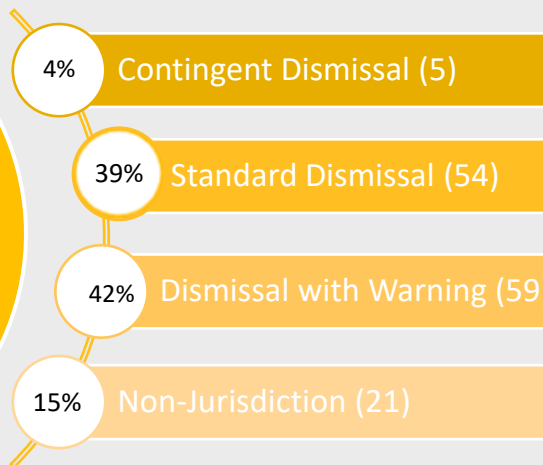 4% Contingent Dismissal (5)
39% Standard Dismissal (54)
42% Dismissal with Warning (59
15% Non-Jurisdiction (21)